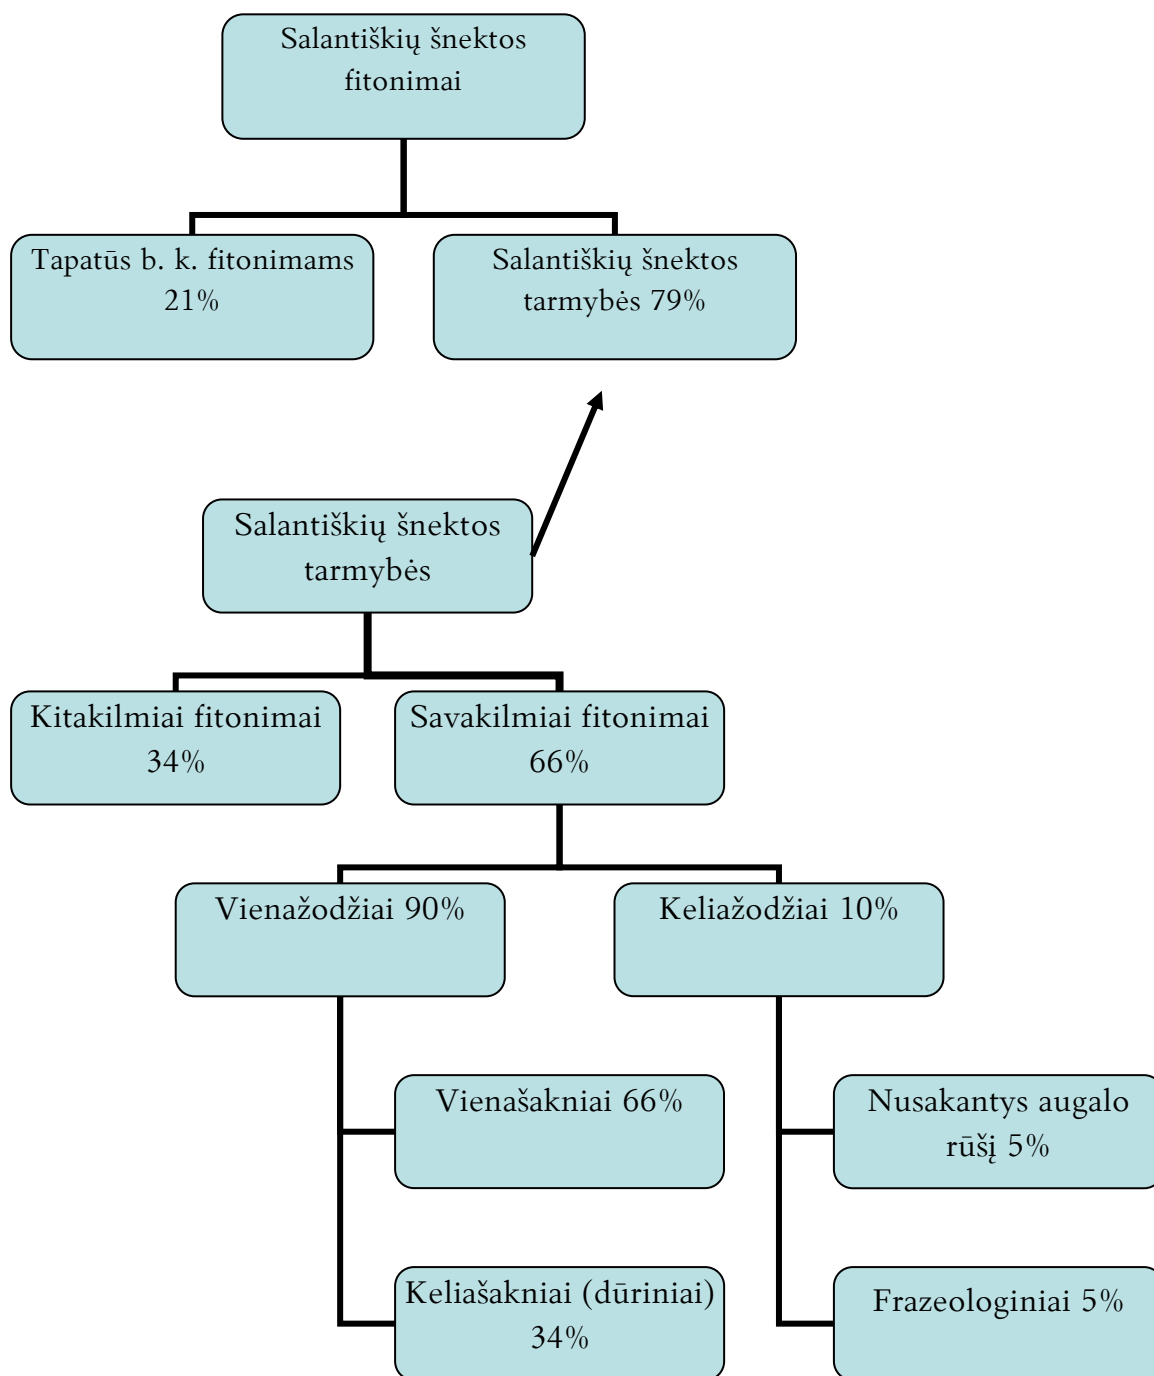 Salantiškių šnektos
fitonimai
Tapatūs b. k. fitonimams
21%
Salantiškių šnektos
tarmybės 79%
Salantiškių šnektos
tarmybės
Kitakilmiai fitonimai
34%
Savakilmiai fitonimai
66%
Vienažodžiai 90%
Keliažodžiai 10%
Vienašakniai 66%
Nusakantys augalo
rūšį 5%
Keliašakniai (dūriniai)
34%
Frazeologiniai 5%